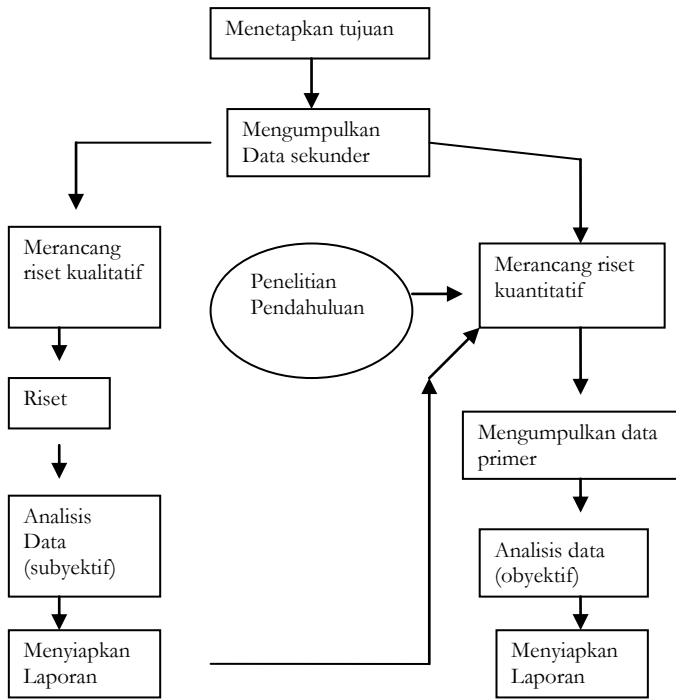 Menetapkan tujuan
Mengumpulkan
Data sekunder
Merancang
riset kualitatif
Penelitian
Pendahuluan
Merancang riset
kuantitatif
Riset
Mengumpulkan data
primer
Analisis
Data
(subyektif)
Analisis data
(obyektif)
Menyiapkan
Laporan
Menyiapkan
Laporan